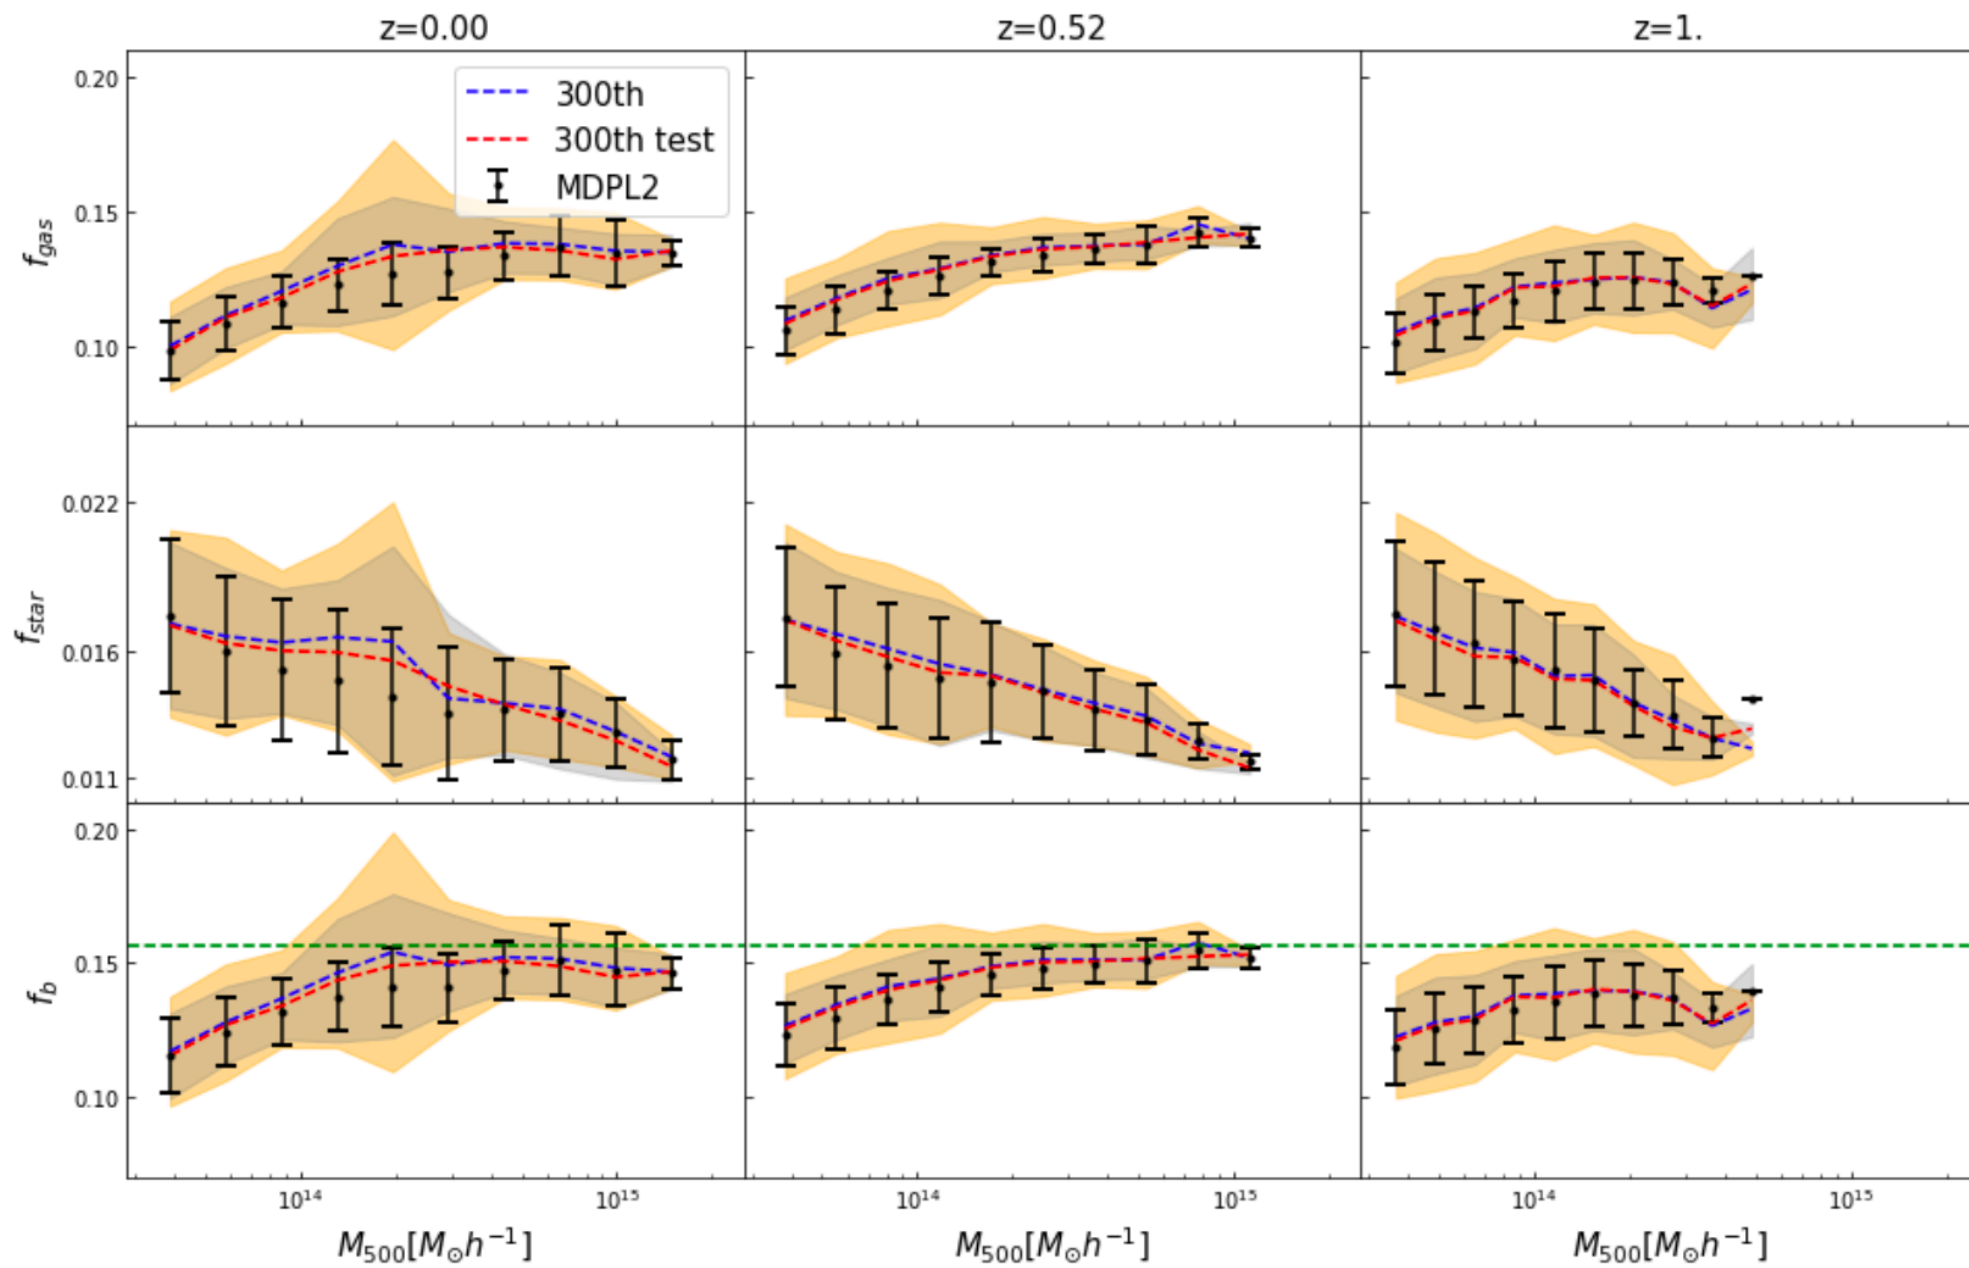 z=0.00 z=0.52 z=1.
0.20
0.15
0.10
f_gas
300th
300th test
MDPL2
0.022
0.016
0.011
f_star
0.20
0.15
0.10
f_b
10^14 10^15 10^14 10^15 10^14 10^15
M_500[M_⊙h^−1] M_500[M_⊙h^−1] M_500[M_⊙h^−1]